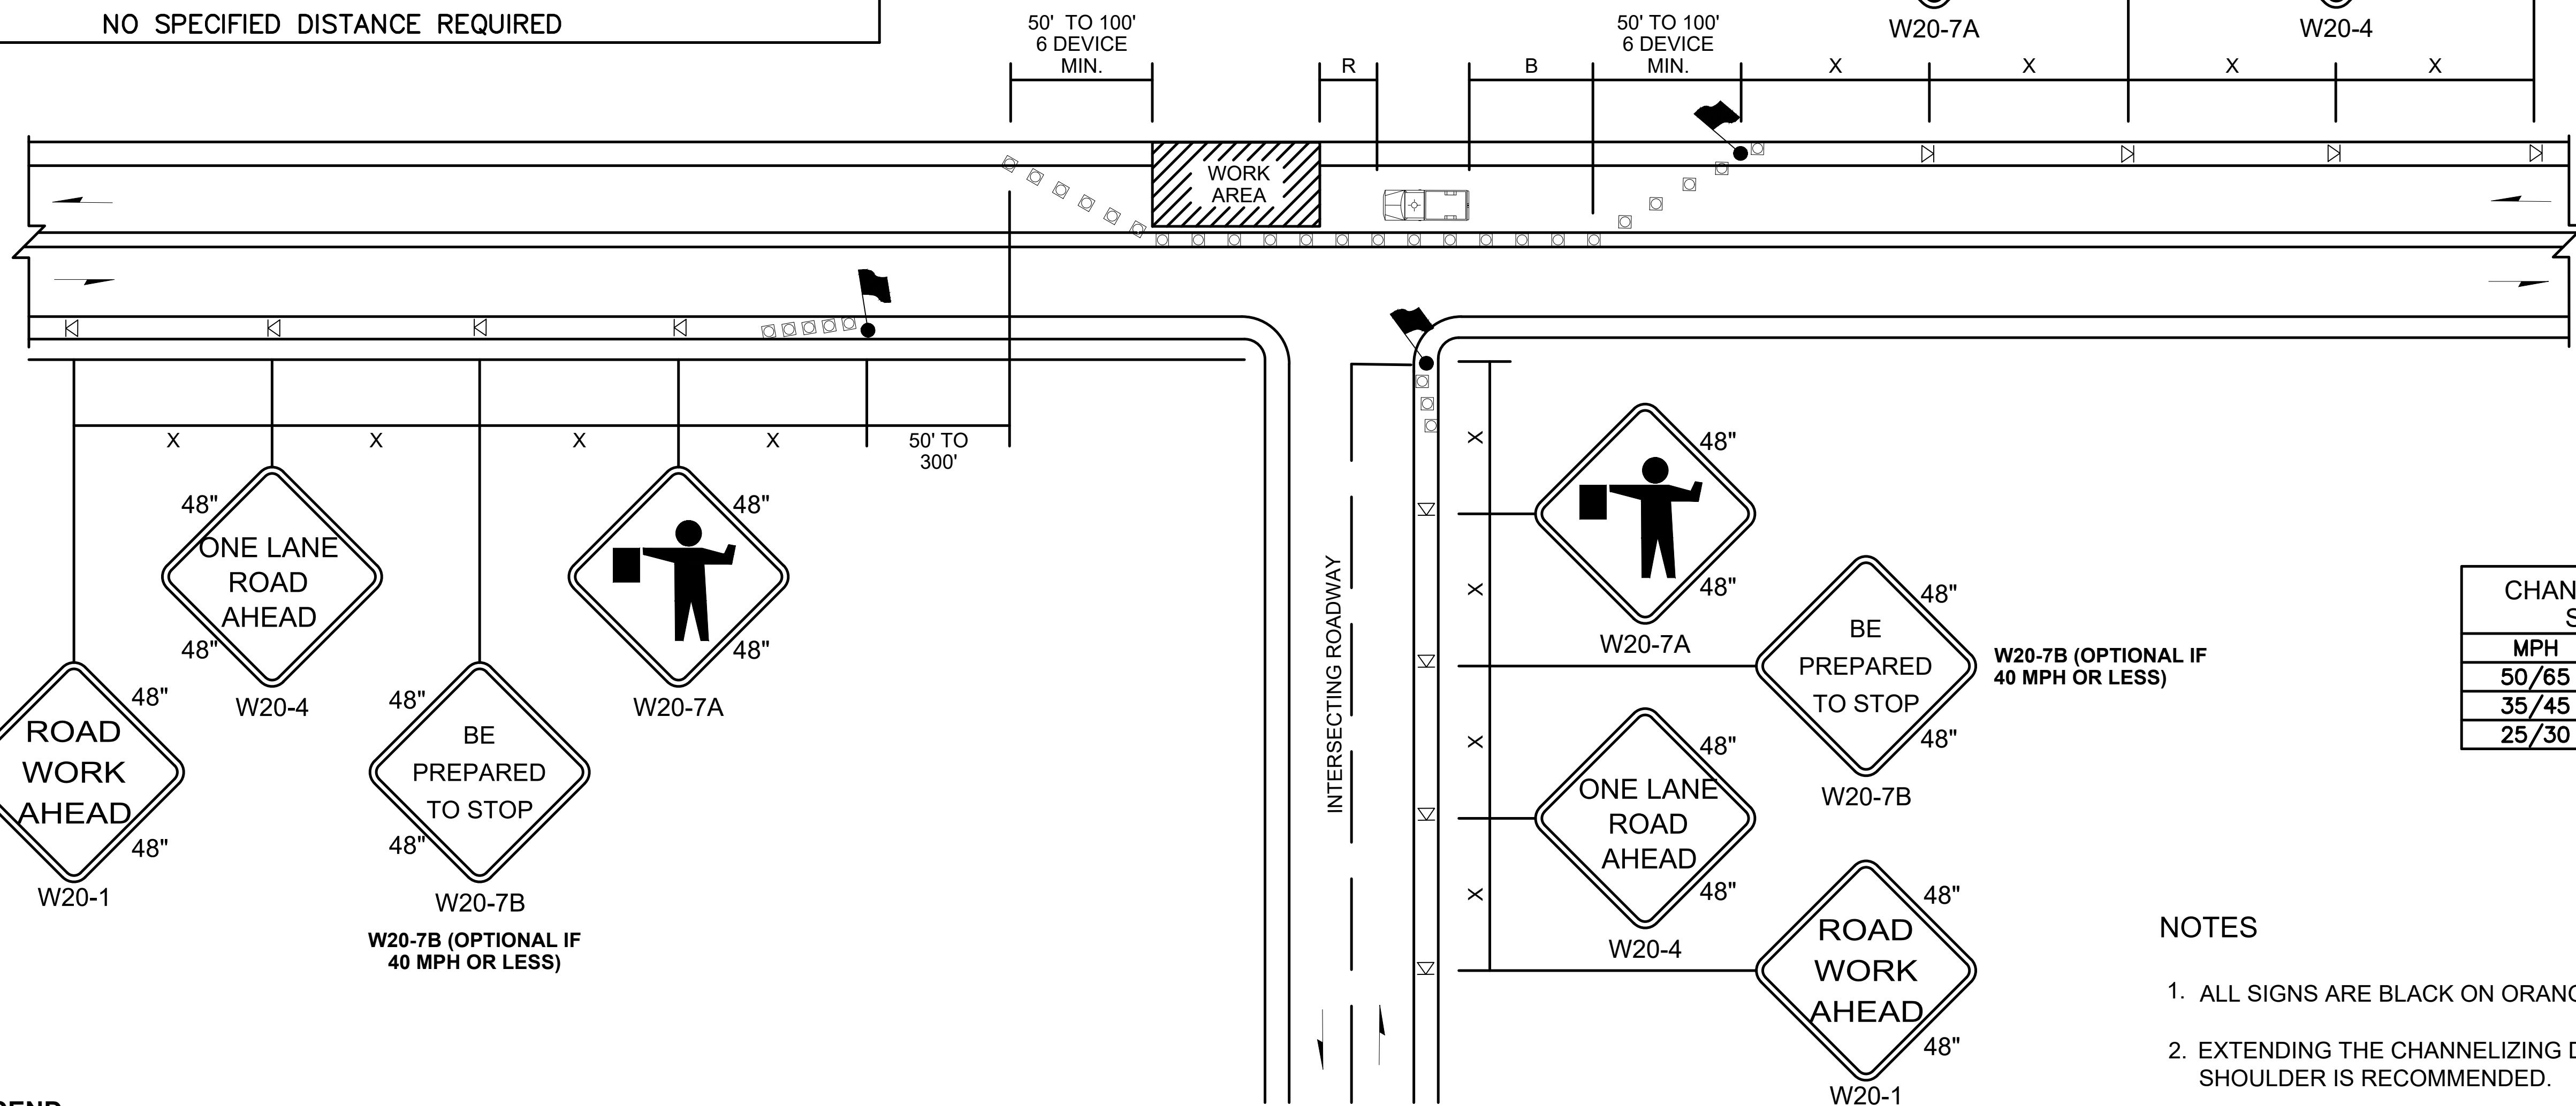 NO SPECIFIED DISTANCE REQUIRED
50' TO 100'
6 DEVICE
MIN.
R
B
50' TO 100'
6 DEVICE
MIN.
X
X
X
X
W20-7A
W20-4
WORK
AREA
X
X
X
X
50' TO
300'
48"
ONE LANE
ROAD
AHEAD
48"
W20-4
48"
48"
W20-7A
48"
ROAD
WORK
AHEAD
48"
W20-1
48"
BE
PREPARED
TO STOP
48"
W20-7B
W20-7B (OPTIONAL IF
40 MPH OR LESS)
INTERSECTING ROADWAY
X
X
X
X
48"
48"
W20-7A
48"
BE
PREPARED
TO STOP
48"
W20-7B
W20-7B (OPTIONAL IF
40 MPH OR LESS)
48"
ONE LANE
ROAD
AHEAD
48"
W20-4
48"
ROAD
WORK
AHEAD
48"
W20-1
MPH
50/65
35/45
25/30
NOTES
1. ALL SIGNS ARE BLACK ON
2. EXTENDING THE CHANNELIZING
SHOULDER IS RECOMMENDED.